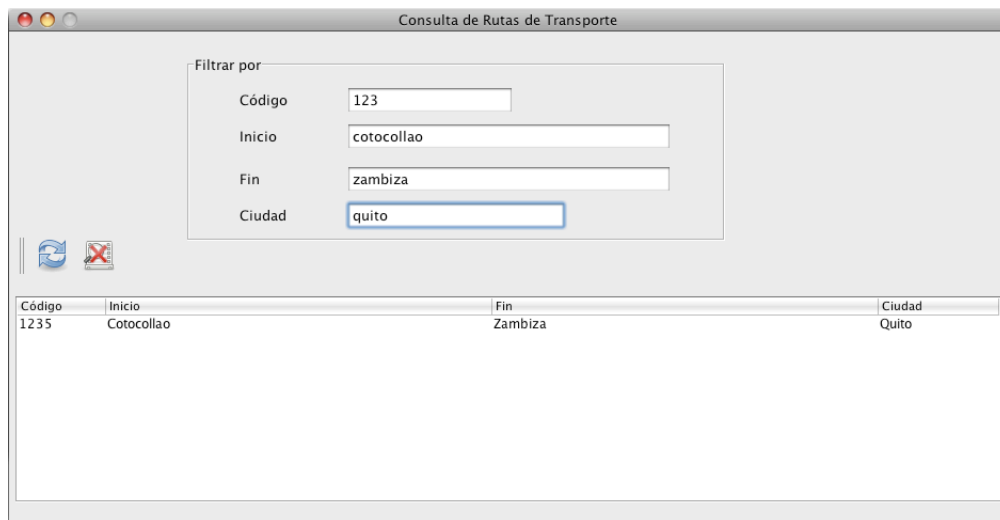 Consulta de Rutas de Transporte
Filtrar por
Código 123
Inicio cotocollao
Fin zambiza
Ciudad quito
Código Inicio Fin Ciudad
1235 Cotocollao Zambiza Quito